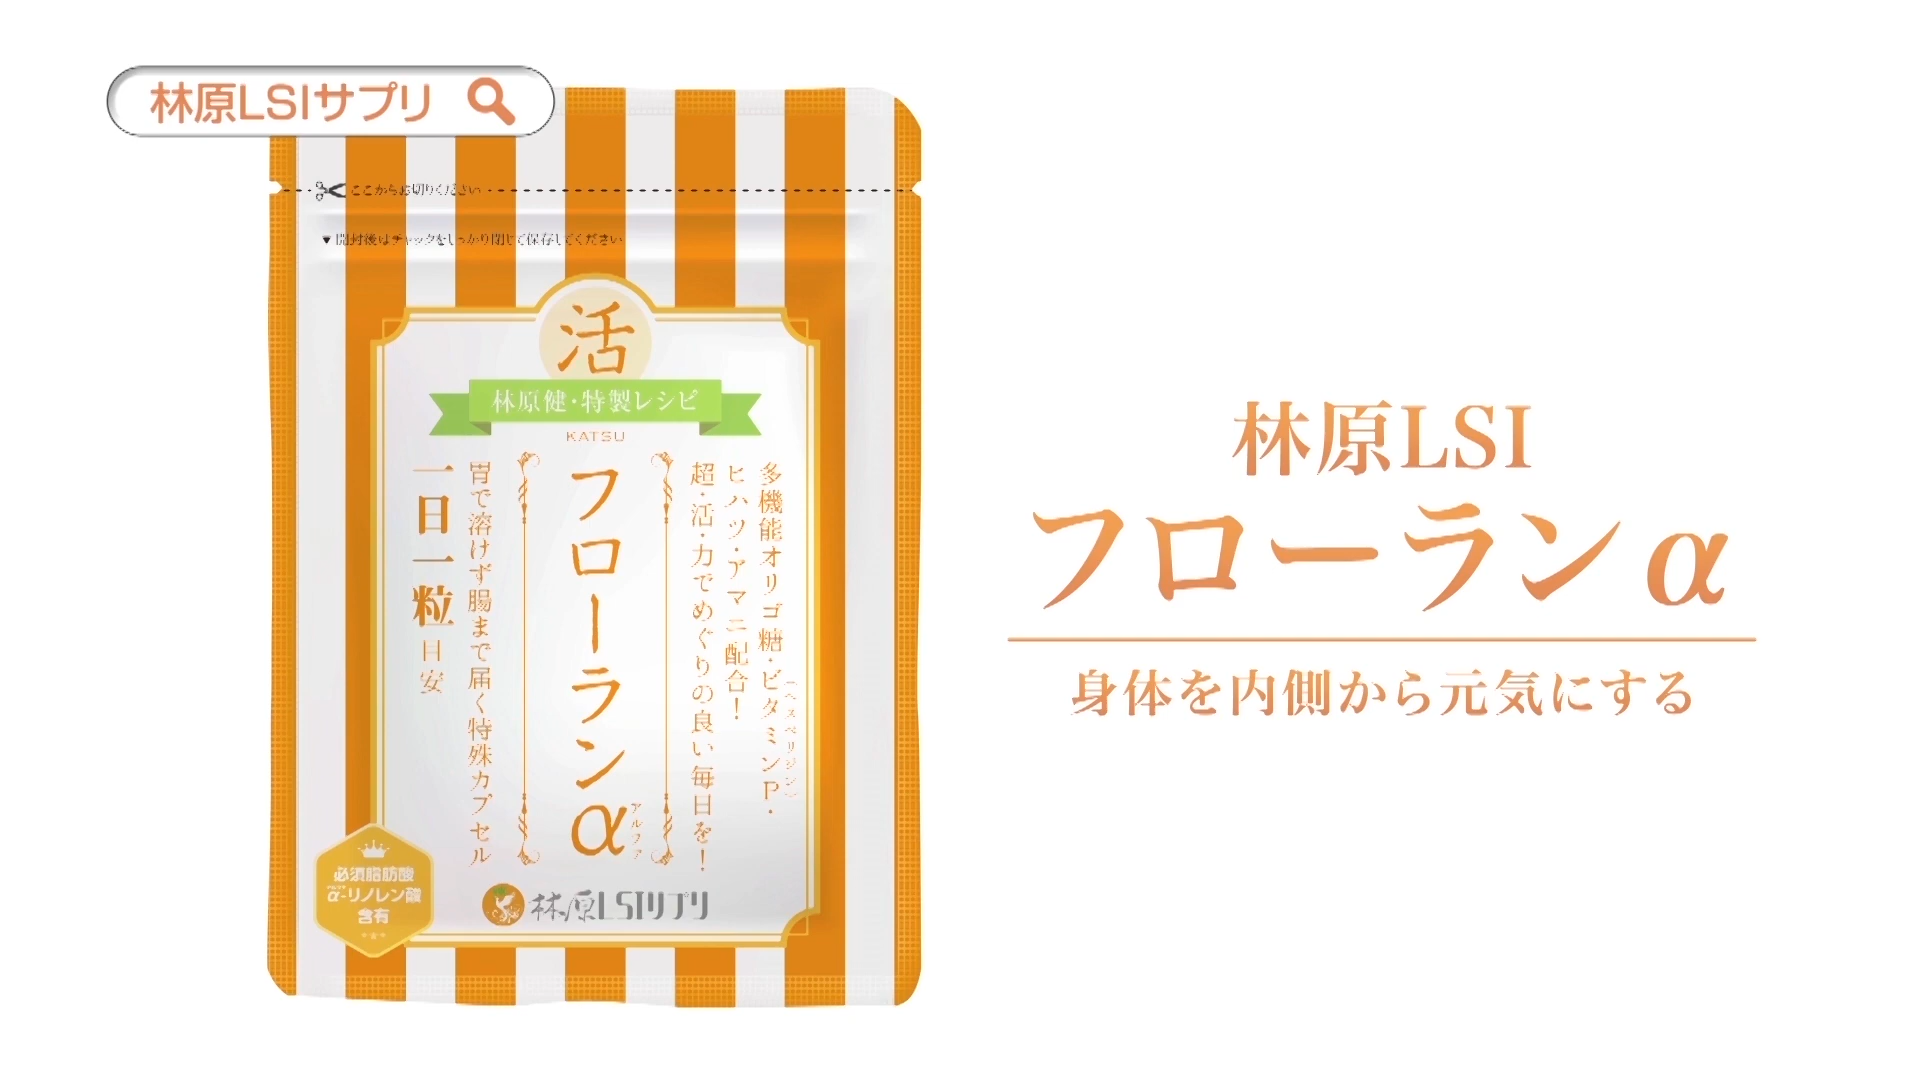 林原LSIサプリ
ここからお切りください
▼開封後はチャックをしっかり閉じて保存してください
活
林原健・特製レシピ
KATSU
多機能オリゴ糖・ビタミンP・
(ヘスペリジン)
ヒハツ・アマニ配合!
超・活・力でめぐりの良い毎日を!
フローランα
アルファ
胃で溶けず腸まで届く特殊カプセル
一日一粒目安
必須脂肪酸
α-リノレン酸
含有
林原LSIサプリ
林原LSI
フローランα
身体を内側から元気にする